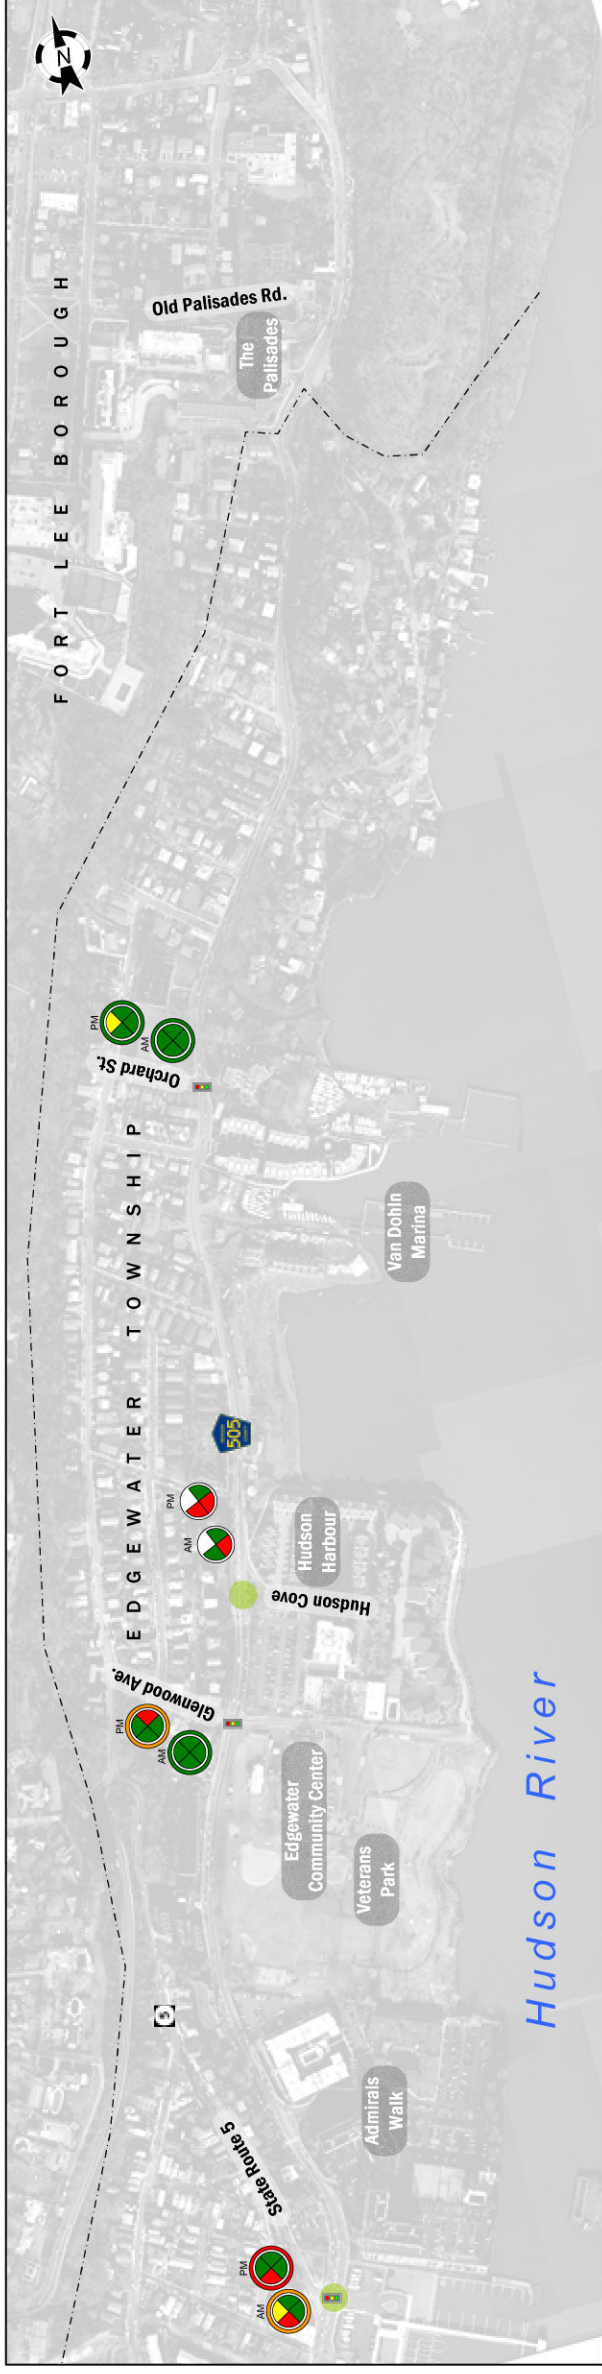 N
FORT LEE BOROUGH
Old Palisades Rd.
The
Palisades
PM
AM
Orchard St.
EDGEWATER TOWNSHIP
Van Dohln
Marina
505
PM
AM
Hudson
Harbour
Hudson Cove
Glenwood Ave.
PM
AM
Edgewater
Community Center
Veterans
Park
Hudson River
5
State Route 5
Admirals
Walk
PM
AM